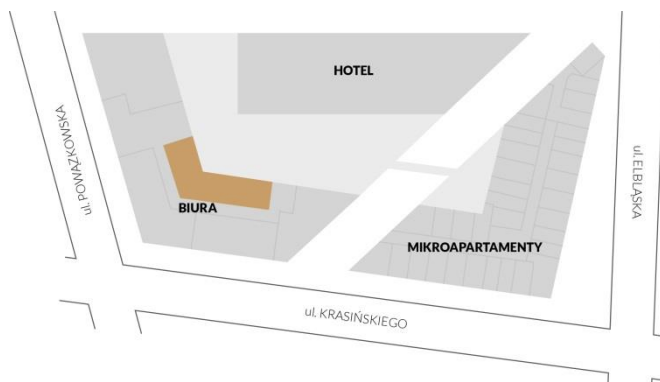 HOTEL
ul. POWĄZKOWSKA
ul. ELBLĄSKA
BIURA
MIKROAPARTAMENTY
ul. KRASIŃSKIEGO